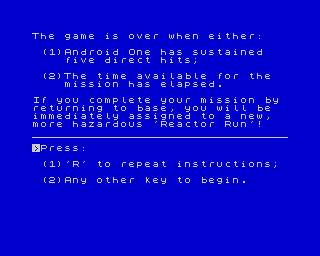 The game is over when either:
(1)Android One has sustained
five direct hits;
(2)The time available for the
mission has elapsed.
If you complete your mission by
returning to base, you will be
immediately assigned to a new,
more hazardous 'Reactor Run'!
>Press:
(1)'R' to repeat instructions;
(2)Any other key to begin.